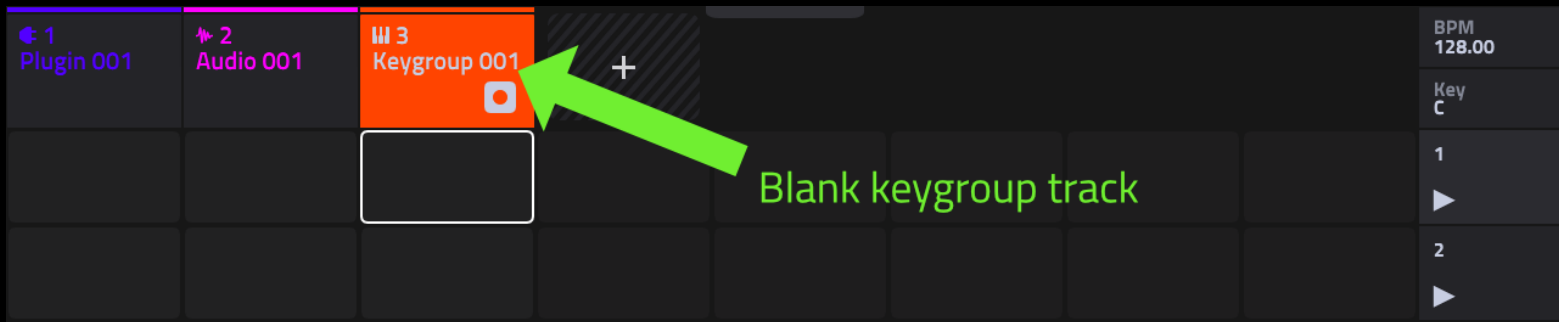 1
Plugin 001
2
Audio 001
3
Keygroup 001
+
BPM
128.00
Key
C
1
Blank keygroup track
2